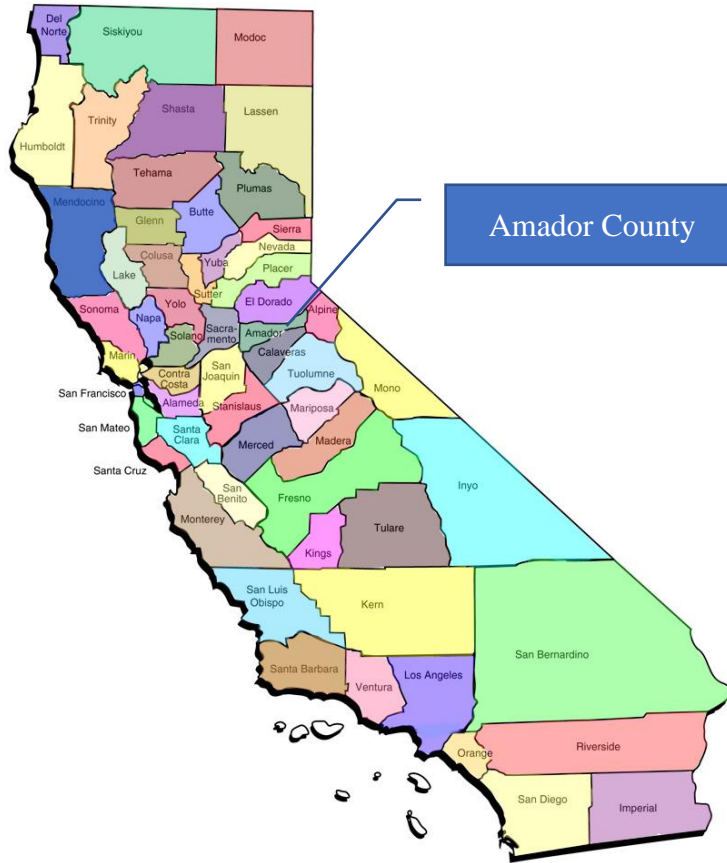 Del
Norte
Siskiyou
Modoc
Humboldt
Trinity
Shasta
Lassen
Tehama
Plumas
Mendocino
Glenn
Butte
Sierra
Nevada
Placer
Lake
Colusa
Yuba
Sutter
El Dorado
Amador County
Sonoma
Napa
Yolo
Solano
Sacra-
mento
Amador
Alpine
Calaveras
Marin
Contra
Costa
San
Joaquin
Tuolumne
Mono
San Francisco
Alameda
Stanislaus
Mariposa
San Mateo
Santa
Clara
Merced
Madera
Santa Cruz
San
Benito
Fresno
Inyo
Monterey
Kings
Tulare
San Luis
Obispo
Kern
San Bernardino
Santa Barbara
Ventura
Los Angeles
Orange
Riverside
San Diego
Imperial